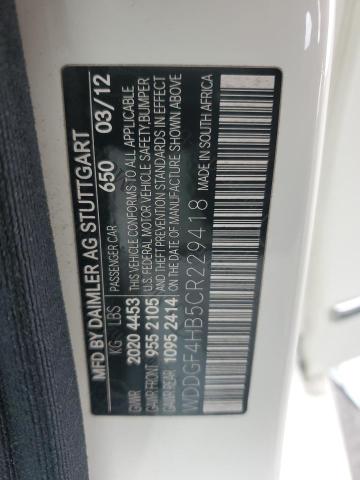 MFD BY DAIMLER AG STUTTGART 650 03/12
KG LBS PASSENGER CAR
GVWR 2020 4453 THIS VEHICLE CONFORMS TO ALL APPLICABLE
GAWR FRONT 955 2105 U.S. FEDERAL MOTOR VEHICLE SAFETY,BUMPER
GAWR REAR 1095 2414 AND THEFT PREVENTION STANDARDS IN EFFECT
ON THE DATE OF MANUFACTURE SHOWN ABOVE
WDDGF4HB5CR229418 MADE IN SOUTH AFRICA